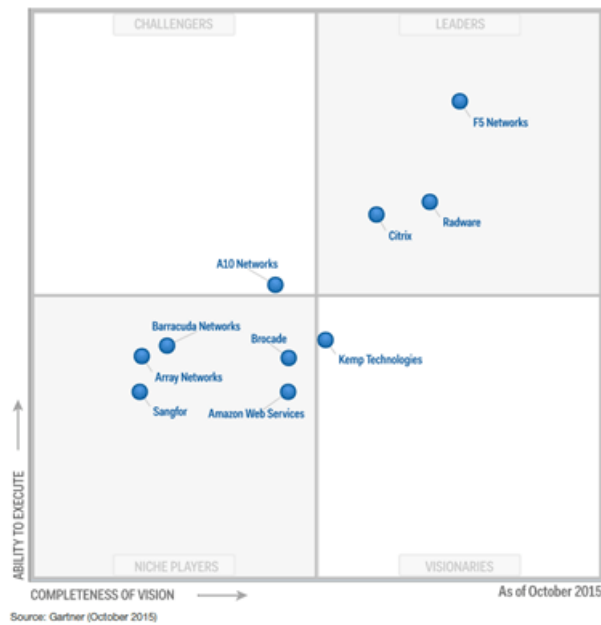 CHALLENGERS
LEADERS
F5 Networks
Radware
Citrix
A10 Networks
Barracuda Networks
Brocade
Kemp Technologies
Array Networks
Sangfor
Amazon Web Services
ABILITY TO EXECUTE
NICHE PLAYERS
VISIONARIES
COMPLETENESS OF VISION
As of October 2015
Source: Gartner (October 2015)